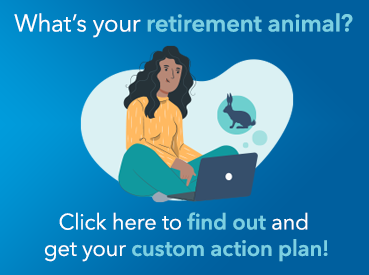 What's your retirement animal?
Click here to find out and
get your custom action plan!